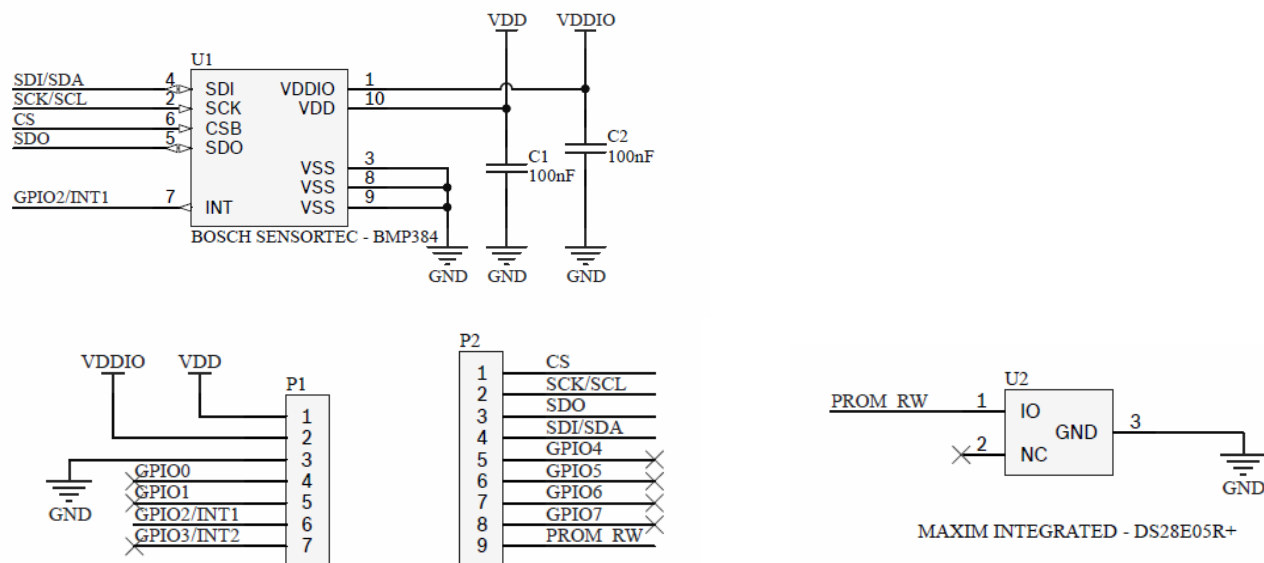 VDD VDDIO
U1
SDI/SDA 4 SDI VDDIO 1
SCK/SCL 2 SCK VDD 10
CS 6 CSB
SDO 5 SDO
C2
100nF
C1
100nF
VSS 3
VSS 8
GPIO2/INT1 7 INT VSS 9
BOSCH SENSORTEC - BMP384
GND GND GND
VDDIO VDD
P1
1
2
3
GPIO0 4
GPIO1 5
GPIO2/INT1 6
GPIO3/INT2 7
GND
P2
1 CS
2 SCK/SCL
3 SDO
4 SDI/SDA
5 GPIO4
6 GPIO5
7 GPIO6
8 GPIO7
9 PROM_RW
U2
PROM_RW 1 IO
GND 3
2 NC
GND
MAXIM INTEGRATED - DS28E05R+